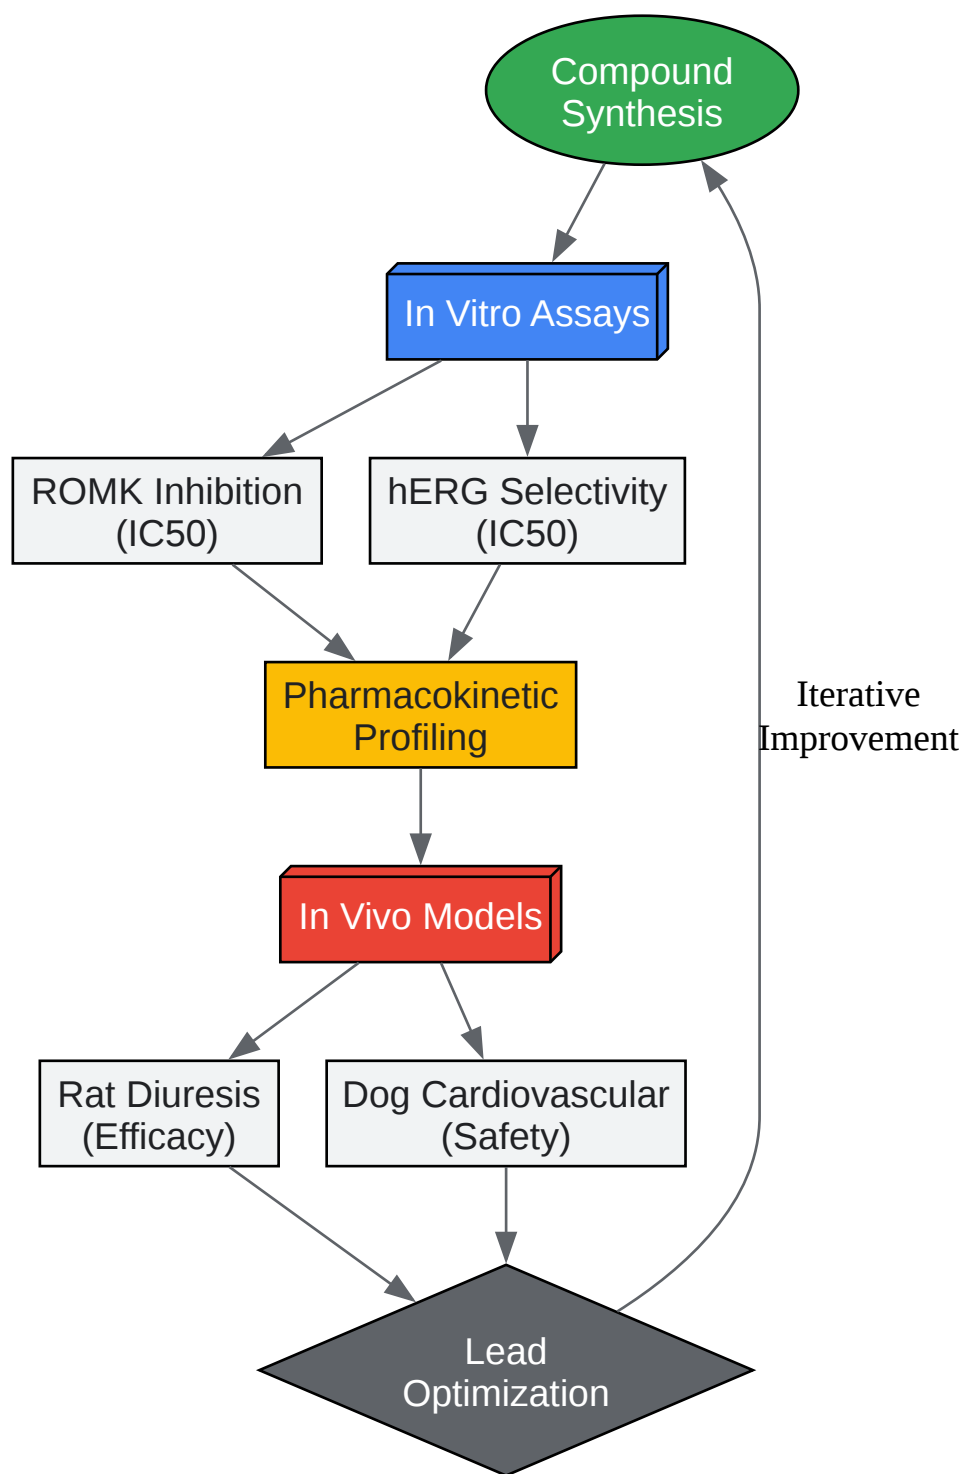 Compound
Synthesis
In Vitro Assays
ROMK Inhibition
(IC50)
hERG Selectivity
(IC50)
Pharmacokinetic
Profiling
Iterative
Improvement
In Vivo Models
Rat Diuresis
(Efficacy)
Dog Cardiovascular
(Safety)
Lead
Optimization